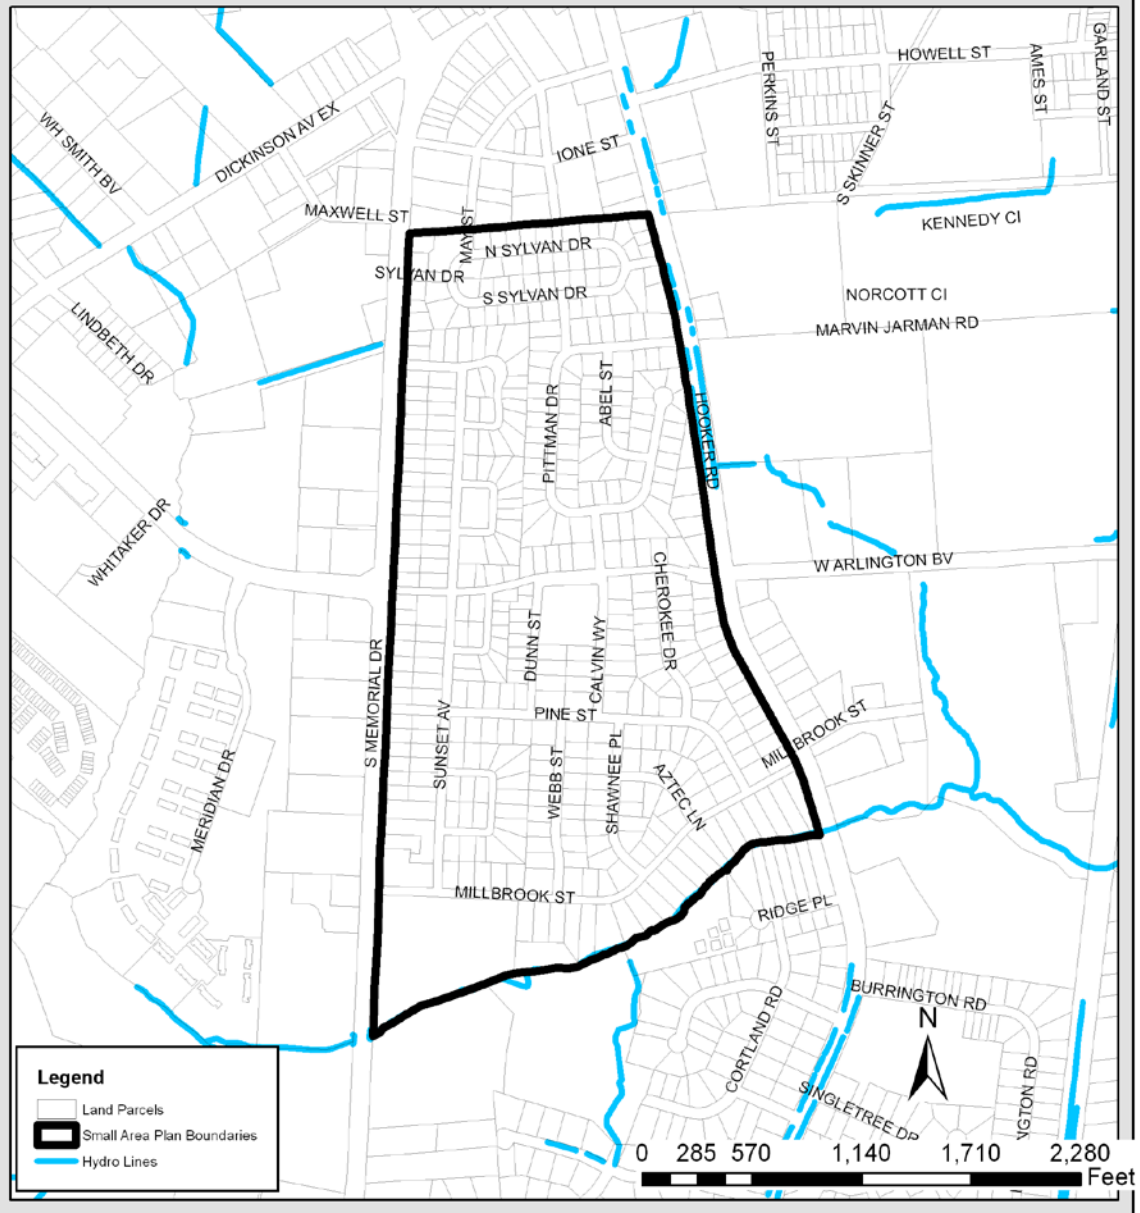 HOWELL ST
GARLAND ST
AMES ST
PERKINS ST
WH SMITH BV
DICKINSON AV EX
IONE ST
S SKINNER ST
MAXWELL ST
MAY ST
KENNEDY CI
N SYLVAN DR
SYLVAN DR
S SYLVAN DR
NORCOTT CI
MARVIN JARMAN RD
LINDBETH DR
ABEL ST
PITTMAN DR
HOOKER RD
WHITAKER DR
W ARLINGTON BV
CHEROKEE DR
DUNN ST
CALVIN WY
S MEMORIAL DR
PINE ST
SUNSET AV
MILLBROOK ST
WEBB ST
SHAWNEE PL
AZTEC LN
MERIDIAN DR
MILLBROOK ST
RIDGE PL
BURRINGTON RD
CORTLAND RD
N
SINGLETREE DR
NGTON RD
Legend
Land Parcels
Small Area Plan Boundaries
Hydro Lines
0 285 570 1,140 1,710 2,280
Feet